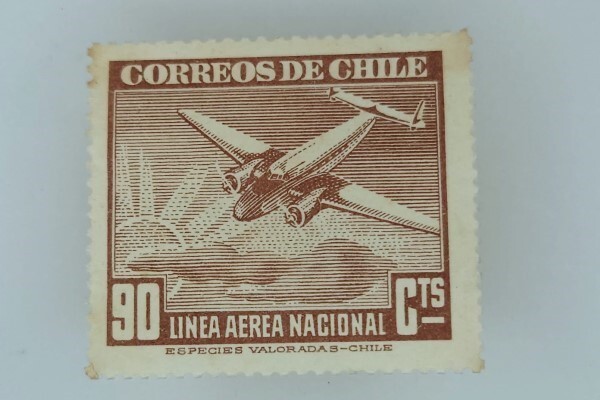 CORREOS DE CHILE
90 LINEA AEREA NACIONAL CTS
ESPECIES VALORADAS-CHILE